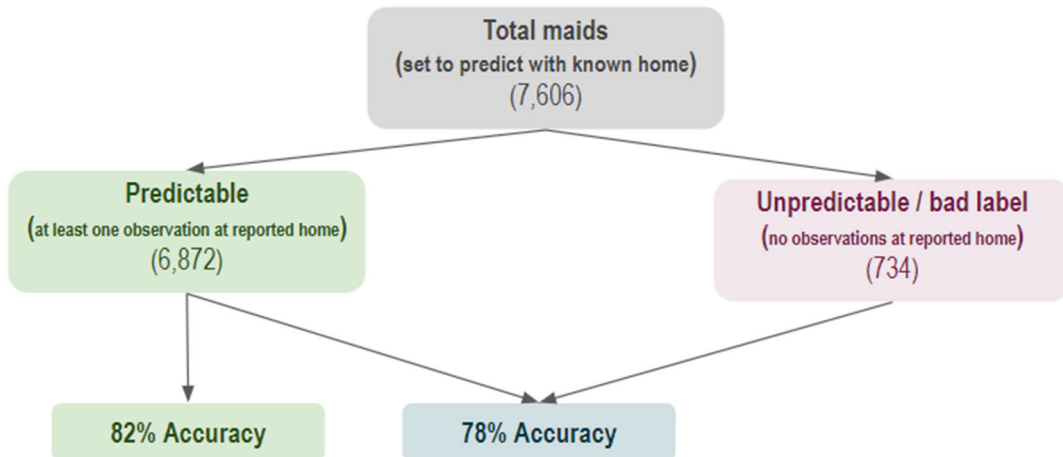 Total maids
(set to predict with known home)
(7,606)
Predictable
(at least one observation at reported home)
(6,872)
Unpredictable / bad label
(no observations at reported home)
(734)
82% Accuracy
78% Accuracy